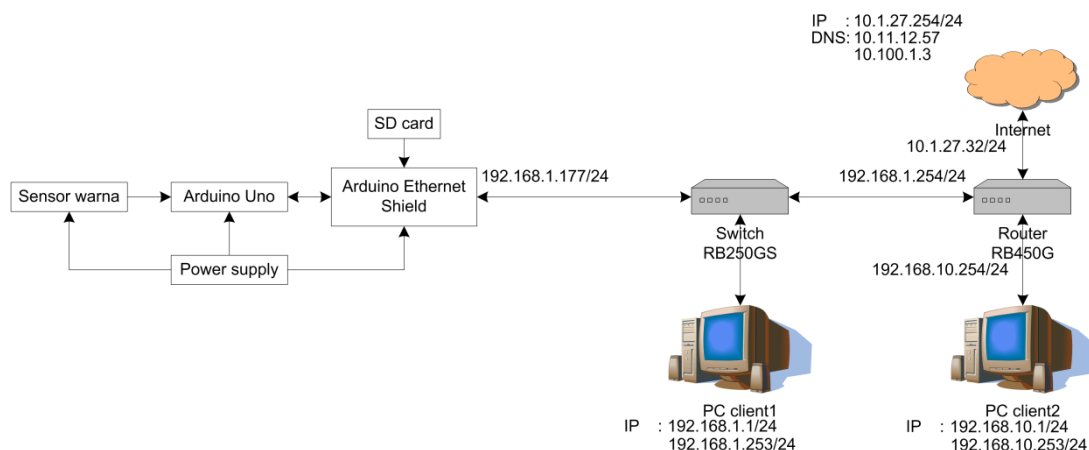 IP : 10.1.27.254/24
DNS: 10.11.12.57
10.100.1.3
SD card
Internet
10.1.27.32/24
Sensor warna
Arduino Uno
Arduino Ethernet
Shield
192.168.1.177/24
192.168.1.254/24
Switch
RB250GS
Router
RB450G
Power supply
192.168.10.254/24
PC client1
IP : 192.168.1.1/24
192.168.1.253/24
PC client2
IP : 192.168.10.1/24
192.168.10.253/24